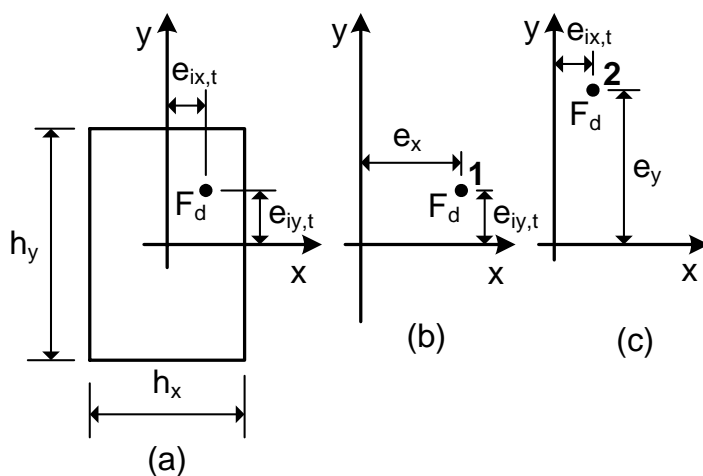 y
e_ix,t
F_d
e_iy,t
h_y
x
h_x
(a)
y
e_x
1
F_d
e_iy,t
x
(b)
y
e_ix,t
2
F_d
e_y
x
(c)